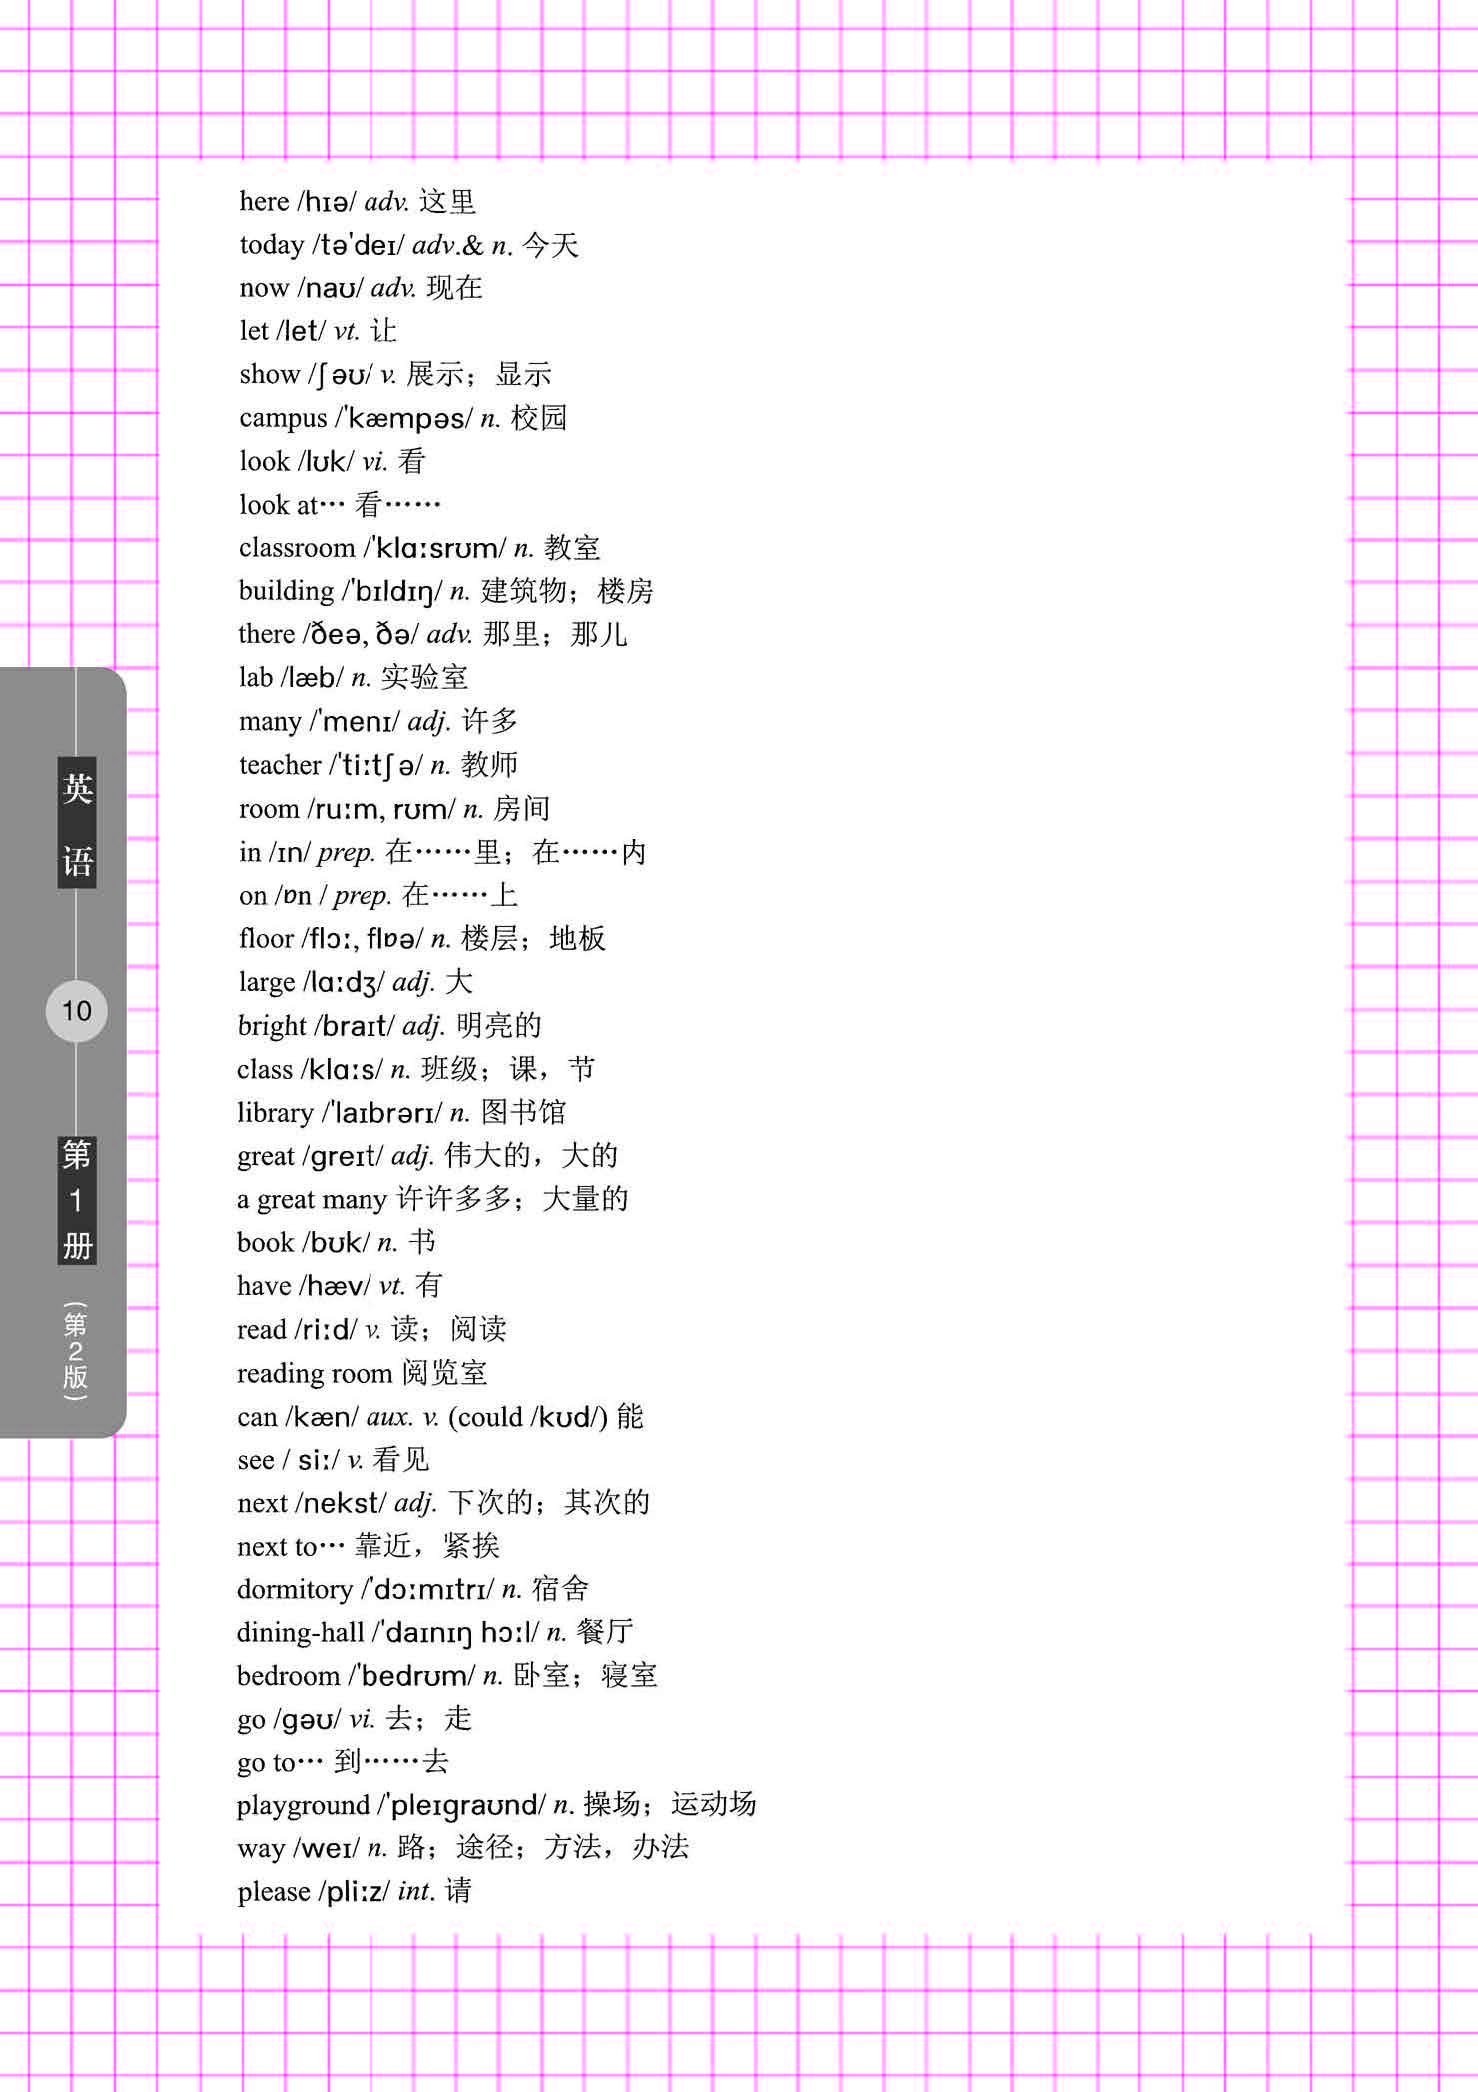 here /hɪə/ adv. 这里
today /tə'deɪ/ adv.& n. 今天
now /naʊ/ adv. 现在
let /let/ vt. 让
show /ʃəʊ/ v. 展示；显示
campus /'kæmpəs/ n. 校园
look /lʊk/ vi. 看
look at… 看……
classroom /'klɑːsrʊm/ n. 教室
building /'bɪldɪŋ/ n. 建筑物；楼房
there /ðeə, ðə/ adv. 那里；那儿
lab /læb/ n. 实验室
many /'menɪ/ adj. 许多
teacher /'tiːtʃə/ n. 教师
room /ruːm, rʊm/ n. 房间
in /ɪn/ prep. 在……里；在……内
on /ɒn / prep. 在……上
floor /flɔː, flɒə/ n. 楼层；地板
large /lɑːdʒ/ adj. 大
bright /braɪt/ adj. 明亮的
class /klɑːs/ n. 班级；课，节
library /'laɪbrərɪ/ n. 图书馆
great /greɪt/ adj. 伟大的，大的
a great many 许许多多；大量的
book /bʊk/ n. 书
have /hæv/ vt. 有
read /riːd/ v. 读；阅读
reading room 阅览室
can /kæn/ aux. v. (could /kʊd/) 能
see / siː/ v. 看见
next /nekst/ adj. 下次的；其次的
next to… 靠近，紧挨
dormitory /'dɔːmɪtrɪ/ n. 宿舍
dining-hall /'daɪnɪŋ hɔːl/ n. 餐厅
bedroom /'bedrʊm/ n. 卧室；寝室
go /gəʊ/ vi. 去；走
go to… 到……去
playground /'pleɪgraʊnd/ n. 操场；运动场
way /weɪ/ n. 路；途径；方法，办法
please /pliːz/ int. 请
英语
10
第1册
（第2版）